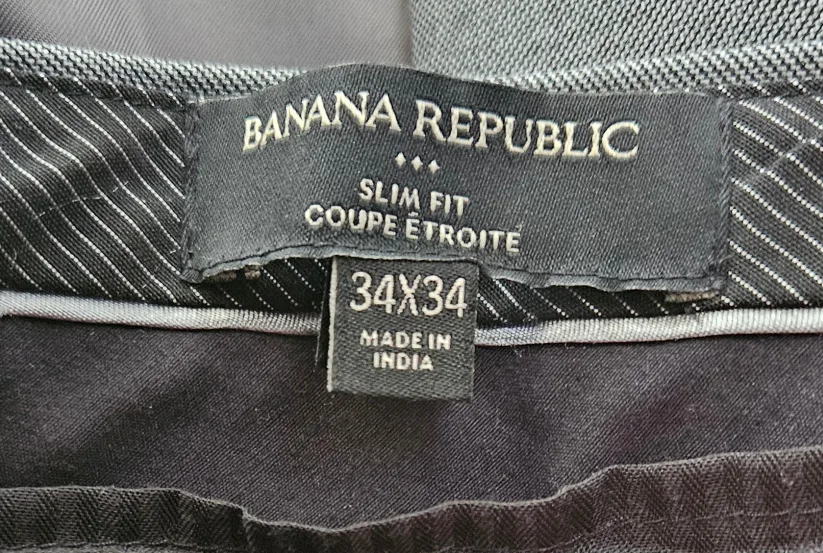 BANANA REPUBLIC
SLIM FIT
COUPE ÉTROITE
34X34
MADE IN
INDIA